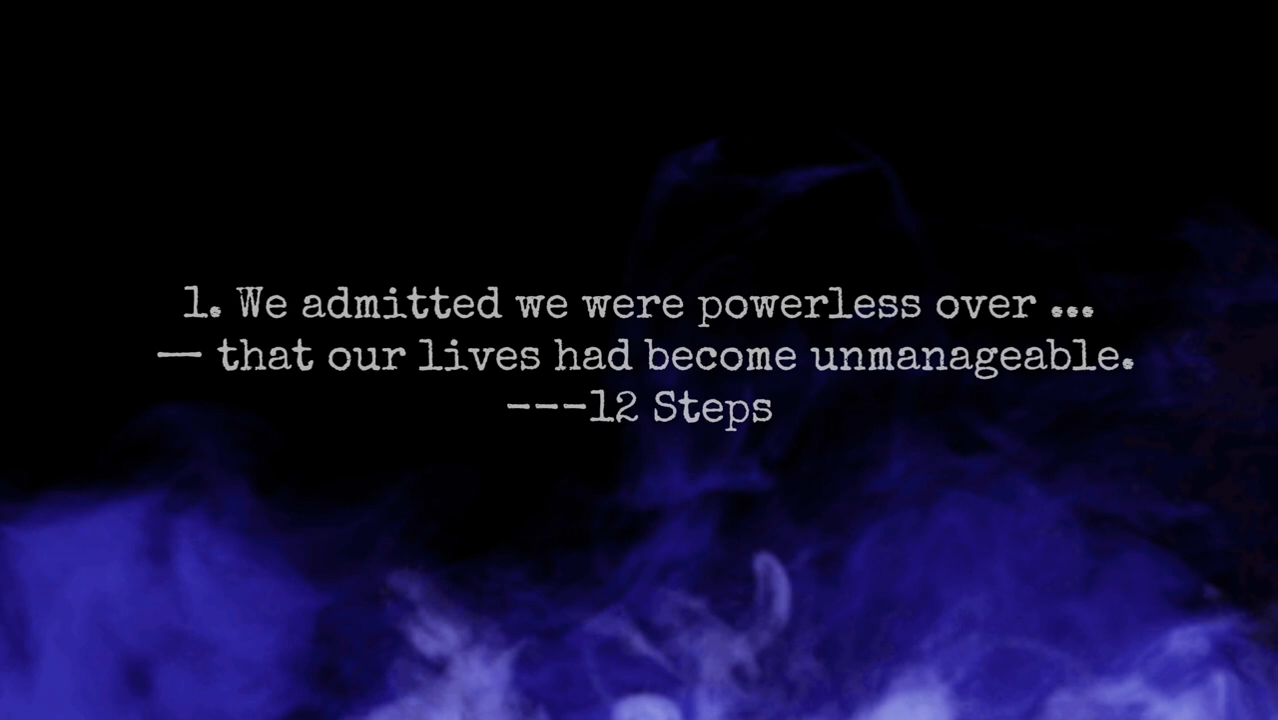 1. We admitted we were powerless over ...
— that our lives had become unmanageable.
---12 Steps